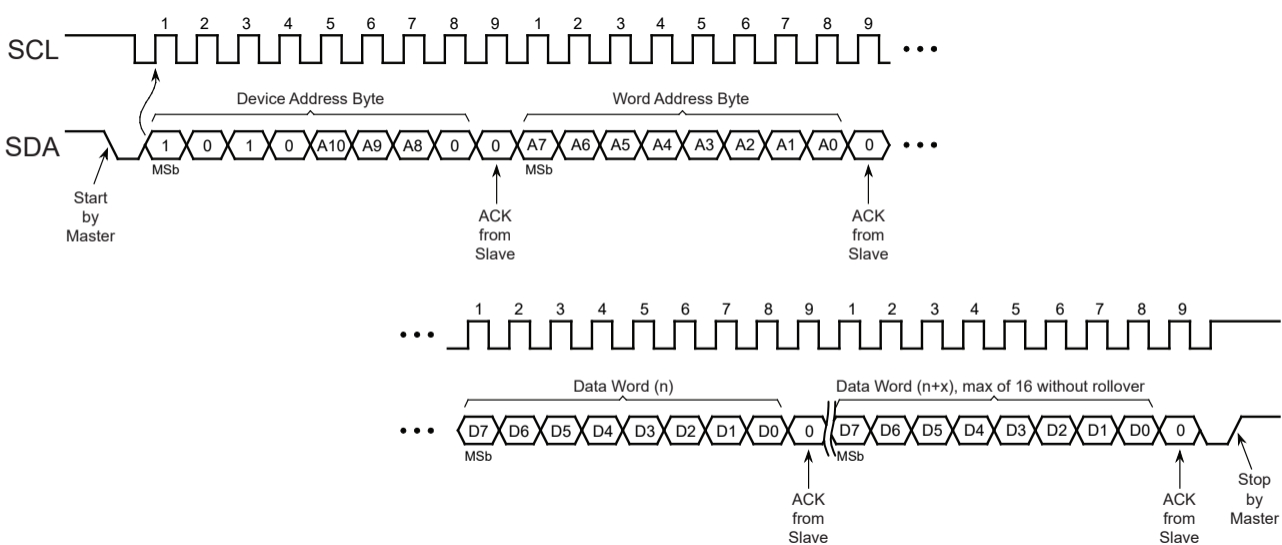 1 2 3 4 5 6 7 8 9 1 2 3 4 5 6 7 8 9
SCL
Device Address Byte Word Address Byte
SDA 1 0 1 0 A10 A9 A8 0 0 A7 A6 A5 A4 A3 A2 A1 A0 0
MSb MSb
Start
by
Master
ACK
from
Slave
ACK
from
Slave
1 2 3 4 5 6 7 8 9 1 2 3 4 5 6 7 8 9
Data Word (n) Data Word (n+x), max of 16 without rollover
D7 D6 D5 D4 D3 D2 D1 D0 0 D7 D6 D5 D4 D3 D2 D1 D0 0
MSb MSb
ACK
from
Slave
ACK
from
Slave
Stop
by
Master